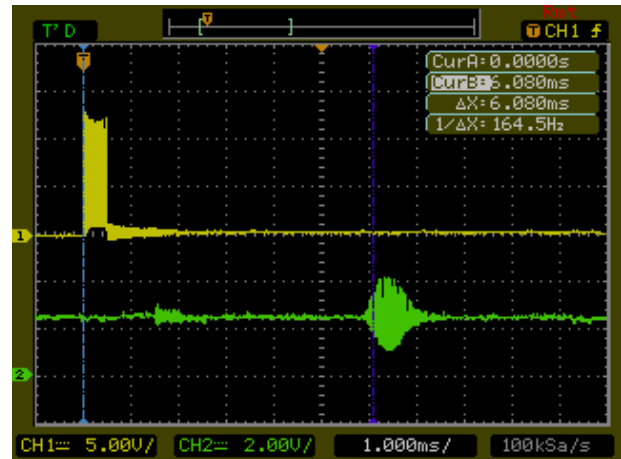 Rmt
T'D T CH1
T
CurA:0.0000s
CurB:6.080ms
ΔX:6.080ms
1/ΔX:164.5Hz
1
2
CH1 5.00V/ CH2 2.00V/ 1.000ms/ 100kSa/s